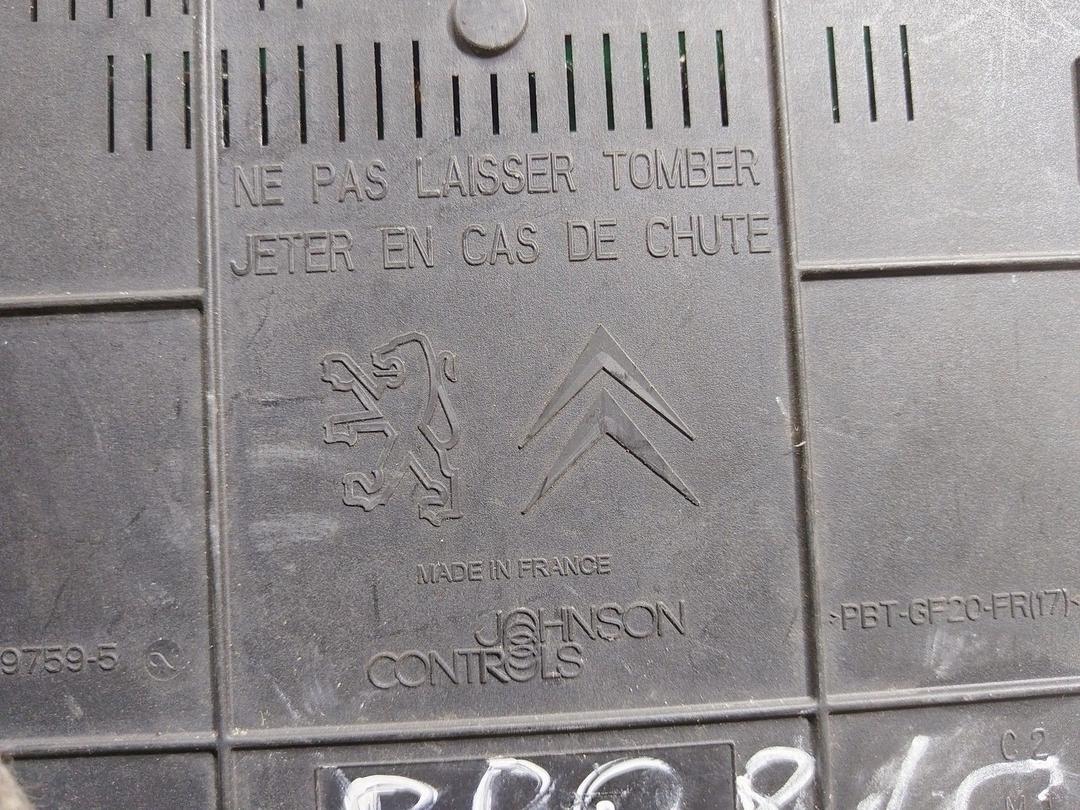 NE PAS LAISSER TOMBER
JETER EN CAS DE CHUTE
MADE IN FRANCE
JOHNSON
CONTROLS
9759-5
>PBT-GF20-FR(17)<
C 2